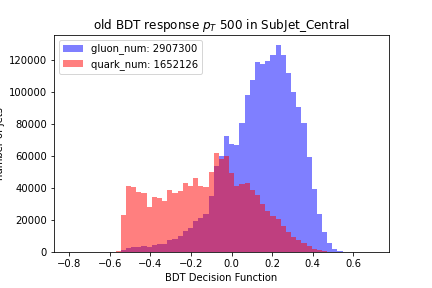 old BDT response p_T 500 in SubJet_Central
gluon_num: 2907300
quark_num: 1652126
number of jets
120000
100000
80000
60000
40000
20000
0
−0.8 −0.6 −0.4 −0.2 0.0 0.2 0.4 0.6
BDT Decision Function